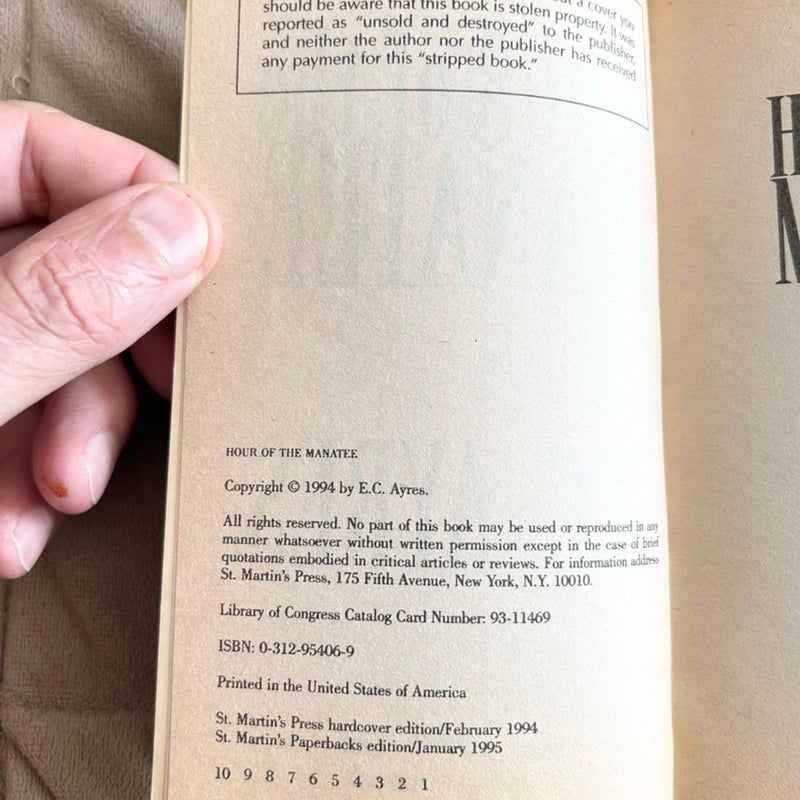 should be aware that this book is stolen property. It was
reported as "unsold and destroyed" to the publisher,
and neither the author nor the publisher has received
any payment for this "stripped book."
HOUR OF THE MANATEE
Copyright © 1994 by E.C. Ayres.
All rights reserved. No part of this book may be used or reproduced in any
manner whatsoever without written permission except in the case of brief
quotations embodied in critical articles or reviews. For information address
St. Martin's Press, 175 Fifth Avenue, New York, N.Y. 10010.
Library of Congress Catalog Card Number: 93-11469
ISBN: 0-312-95406-9
Printed in the United States of America
St. Martin's Press hardcover edition/February 1994
St. Martin's Paperbacks edition/January 1995
10 9 8 7 6 5 4 3 2 1
H